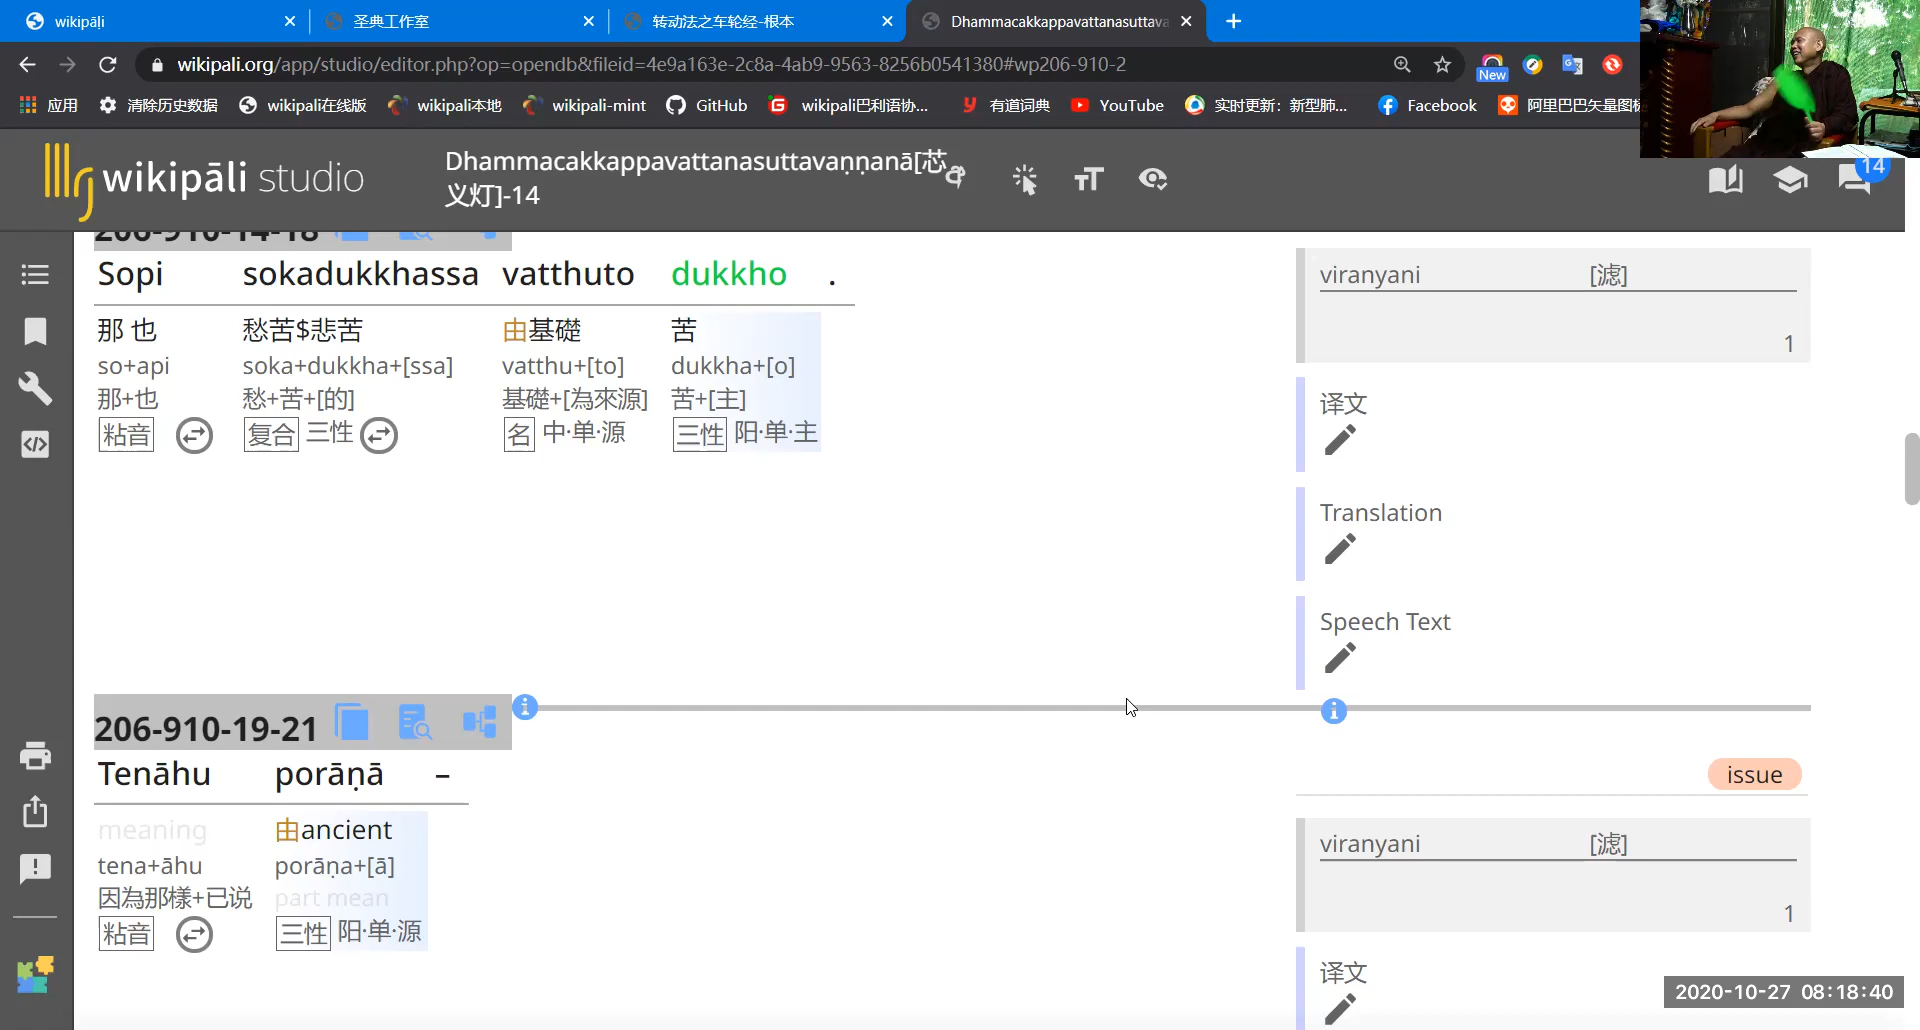 wikipāli
圣典工作室
转动法之车轮经-根本
Dhammacakkappavattanasuttava
wikipali.org/app/studio/editor.php?op=opendb&fileid=4e9a163e-2c8a-4ab9-9563-8256b0541380#wp206-910-2
New
应用
清除历史数据
wikipali在线版
wikipali本地
wikipali-mint
GitHub
wikipali巴利语协...
有道词典
YouTube
实时更新：新型肺...
Facebook
阿里巴巴矢量图标
wikipāli studio
Dhammacakkappavattanasuttavaṇṇanā[芯
义灯]-14
14
206-910-14-18
Sopi sokadukkhassa vatthuto dukkho .
那 也 愁苦$悲苦 由基礎 苦
so+api soka+dukkha+[ssa] vatthu+[to] dukkha+[o]
那+也 愁+苦+[的] 基礎+[為來源] 苦+[主]
粘音 复合 三性 名 中·单·源 三性 阳·单·主
viranyani [滤]
1
译文
Translation
Speech Text
206-910-19-21
Tenāhu porāṇā –
meaning 由ancient
tena+āhu porāṇa+[ā]
因為那樣+已说 part mean
粘音 三性 阳·单·源
issue
viranyani [滤]
1
译文
2020-10-27 08:18:40